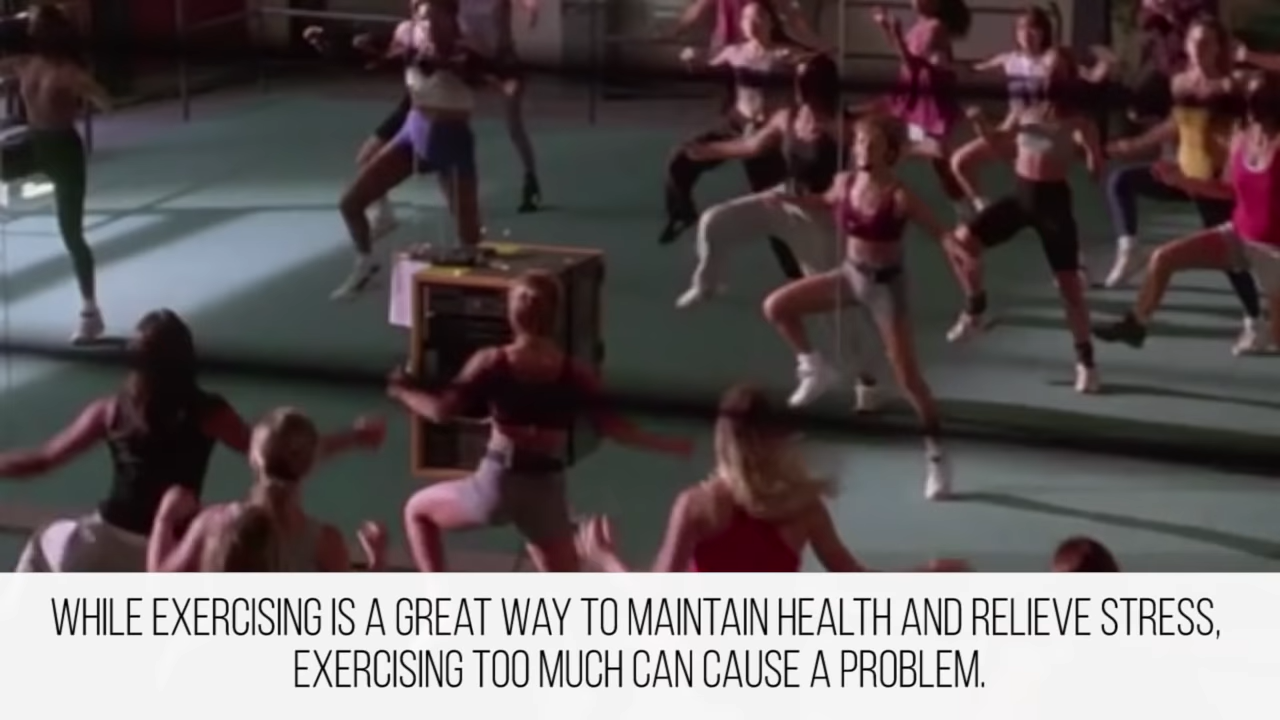 WHILE EXERCISING IS A GREAT WAY TO MAINTAIN HEALTH AND RELIEVE STRESS,
EXERCISING TOO MUCH CAN CAUSE A PROBLEM.